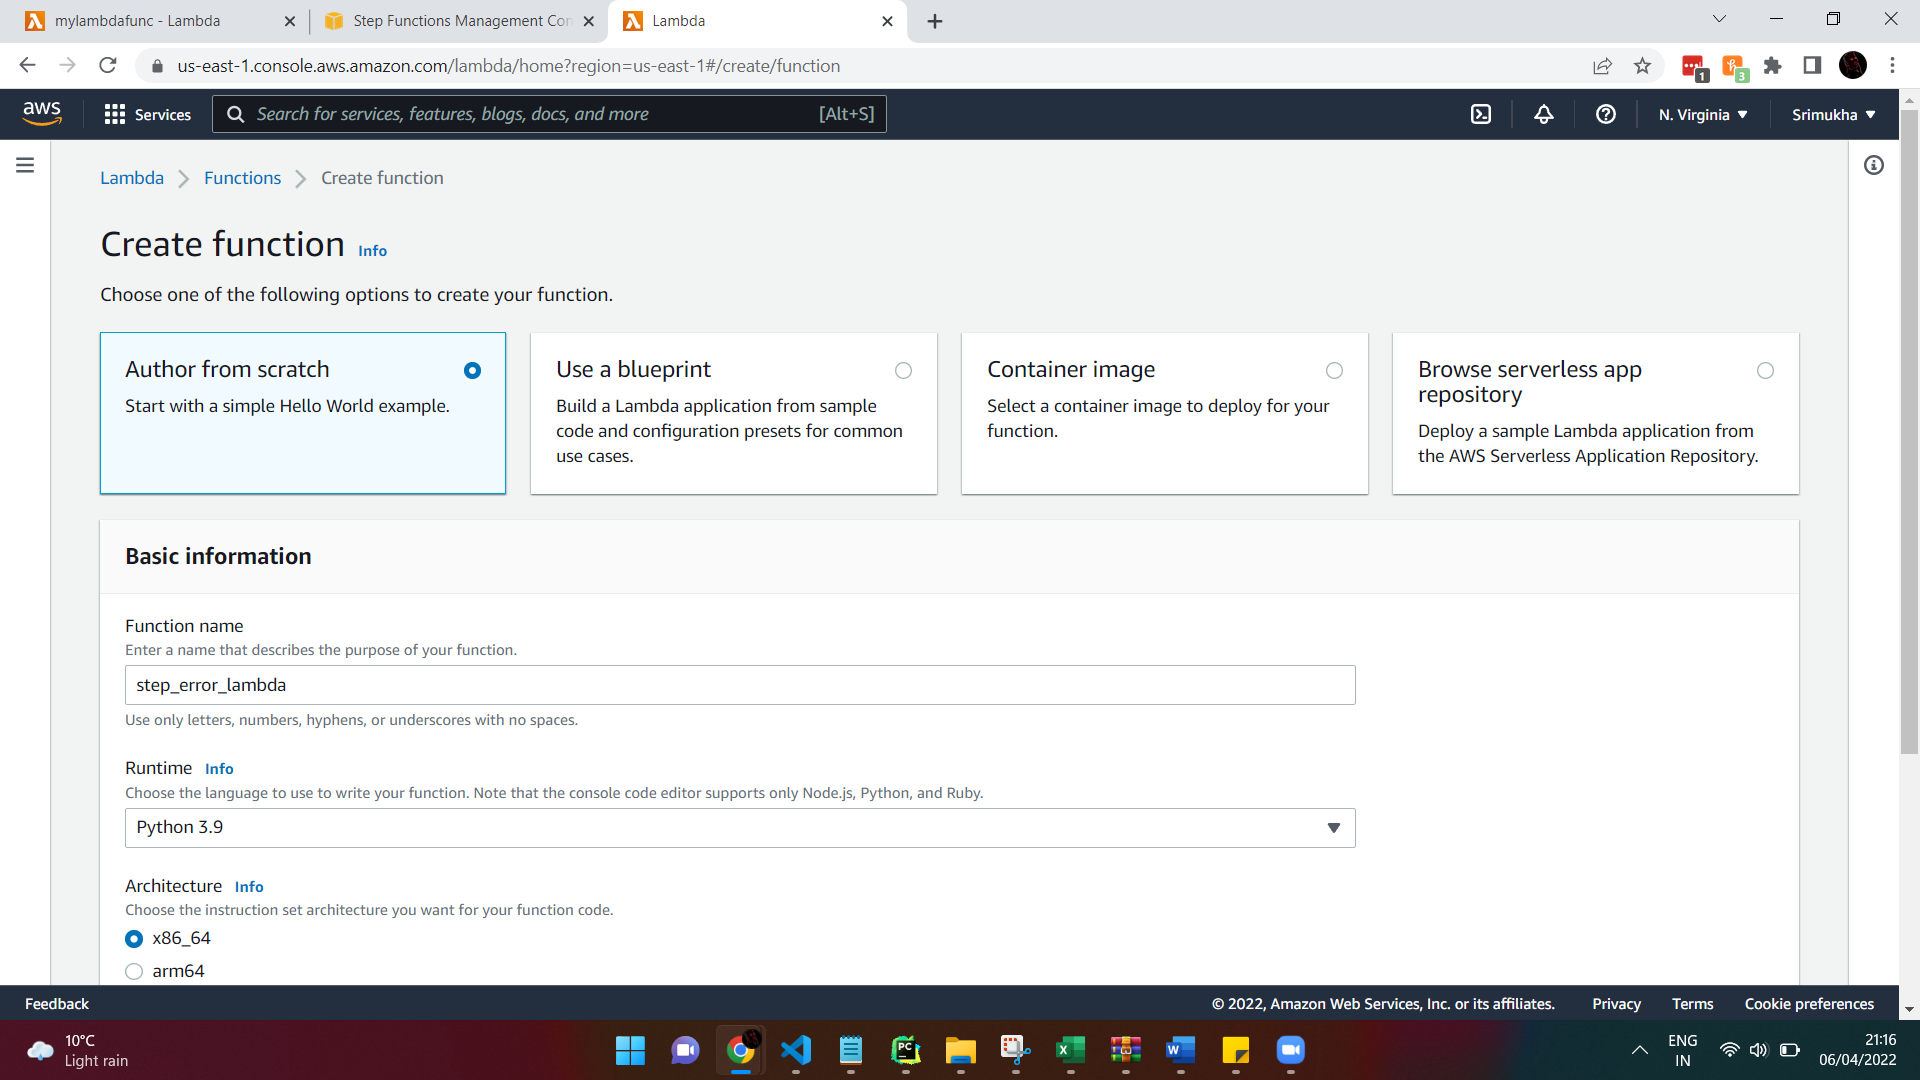 mylambdafunc - Lambda
Step Functions Management Con
Lambda
us-east-1.console.aws.amazon.com/lambda/home?region=us-east-1#/create/function
1
3
aws
Services
Search for services, features, blogs, docs, and more
[Alt+S]
N. Virginia
Srimukha
Lambda
Functions
Create function
Create function Info
Choose one of the following options to create your function.
Author from scratch
Start with a simple Hello World example.
Use a blueprint
Build a Lambda application from sample
code and configuration presets for common
use cases.
Container image
Select a container image to deploy for your
function.
Browse serverless app
repository
Deploy a sample Lambda application from
the AWS Serverless Application Repository.
Basic information
Function name
Enter a name that describes the purpose of your function.
step_error_lambda
Use only letters, numbers, hyphens, or underscores with no spaces.
Runtime Info
Choose the language to use to write your function. Note that the console code editor supports only Node.js, Python, and Ruby.
Python 3.9
Architecture Info
Choose the instruction set architecture you want for your function code.
x86_64
arm64
Feedback
© 2022, Amazon Web Services, Inc. or its affiliates.
Privacy
Terms
Cookie preferences
10°C
Light rain
PC
X
W
ENG
IN
21:16
06/04/2022